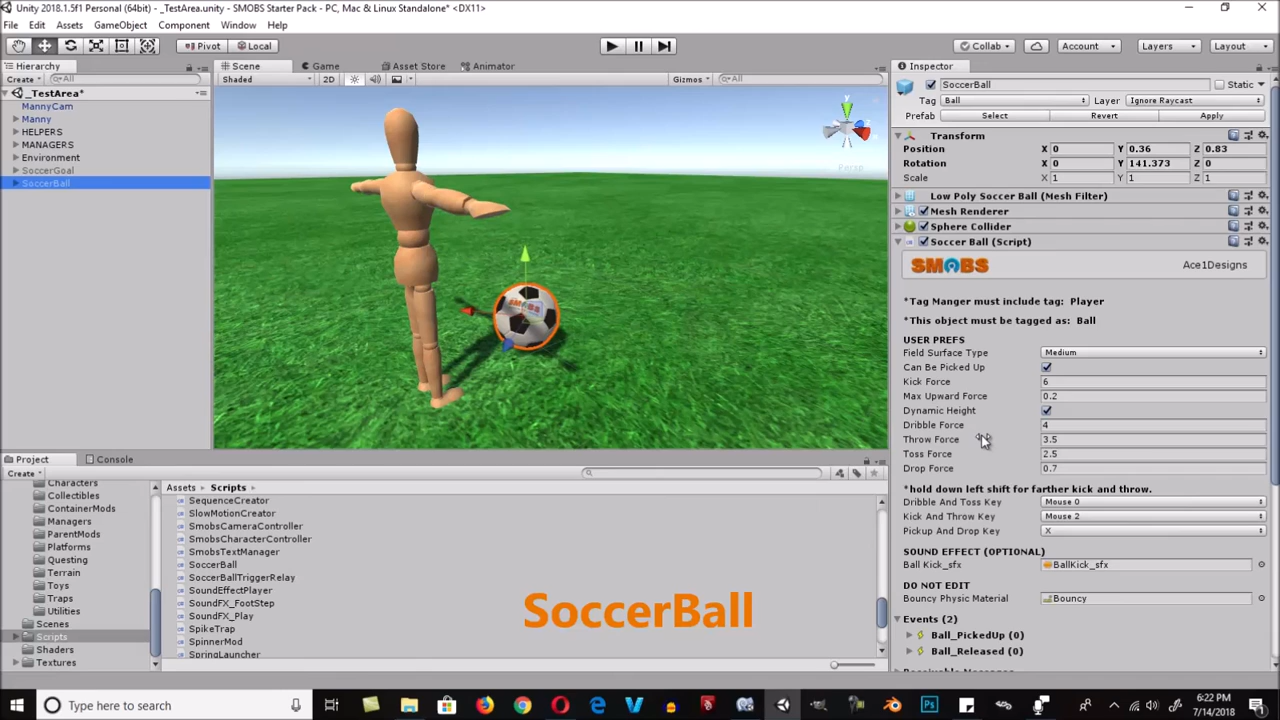 Unity 2018.1.5f1 Personal (64bit) - _TestArea.unity - SMOBS Starter Pack - PC, Mac & Linux Standalone* <DX11>
File Edit Assets GameObject Component Window Help
Pivot Local Collab Account Layers Layout
Hierarchy
Create All
_TestArea*
MannyCam
Manny
HELPERS
MANAGERS
Environment
SoccerGoal
SoccerBall
Scene Game Asset Store Animator
Shaded 2D Gizmos All
y
x
Persp
SMOBS
Inspector
SoccerBall Static
Tag Ball Layer Ignore Raycast
Prefab Select Revert Apply
Transform
Position X 0 Y 0.36 Z 0.83
Rotation X 0 Y 141.373 Z 0
Scale X 1 Y 1 Z 1
Low Poly Soccer Ball (Mesh Filter)
Mesh Renderer
Sphere Collider
Soccer Ball (Script)
SMOBS Ace1Designs
*Tag Manger must include tag: Player
*This object must be tagged as: Ball
USER PREFS
Field Surface Type Medium
Can Be Picked Up
Kick Force 6
Max Upward Force 0.2
Dynamic Height
Dribble Force 4
Throw Force 3.5
Toss Force 2.5
Drop Force 0.7
*hold down left shift for farther kick and throw.
Dribble And Toss Key Mouse 0
Kick And Throw Key Mouse 2
Pickup And Drop Key X
SOUND EFFECT (OPTIONAL)
Ball Kick_sfx BallKick_sfx
DO NOT EDIT
Bouncy Physic Material Bouncy
Events (2)
Ball_PickedUp (0)
Ball_Released (0)
Receivable Messages
Project Console
Create
Characters
Collectibles
ContainerMods
Managers
ParentMods
Platforms
Questing
Terrain
Toys
Traps
Utilities
Scenes
Scripts
Shaders
Textures
Assets Scripts
SequenceCreator
SlowMotionCreator
SmobsCameraController
SmobsCharacterController
SmobsTextManager
SoccerBall
SoccerBallTriggerRelay
SoundEffectPlayer
SoundFX_FootStep
SoundFX_Play
SpikeTrap
SpinnerMod
SpringLauncher
SoccerBall
Type here to search
Ps
6:22 PM
7/14/2018